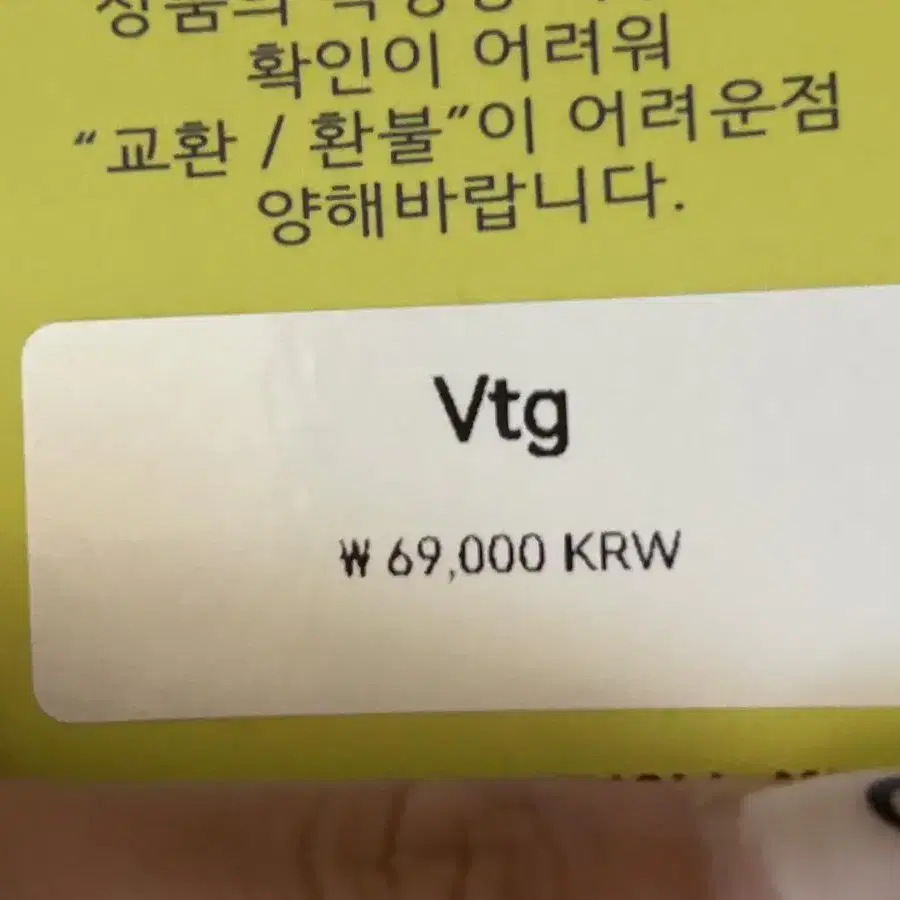 확인이 어려워
“교환 / 환불”이 어려운점
양해바랍니다.
Vtg
₩ 69,000 KRW